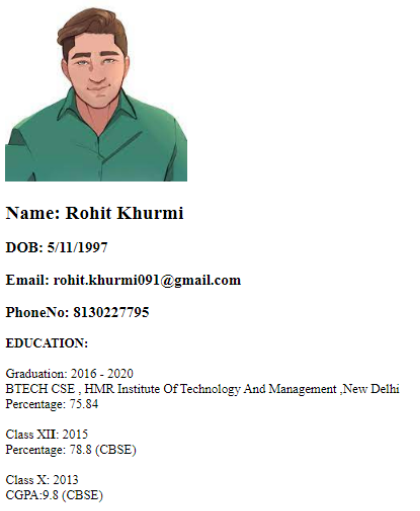 Name: Rohit Khurmi
DOB: 5/11/1997
Email: rohit.khurmi091@gmail.com
PhoneNo: 8130227795
EDUCATION:
Graduation: 2016 - 2020
BTECH CSE , HMR Institute Of Technology And Management ,New Delhi
Percentage: 75.84
Class XII: 2015
Percentage: 78.8 (CBSE)
Class X: 2013
CGPA:9.8 (CBSE)